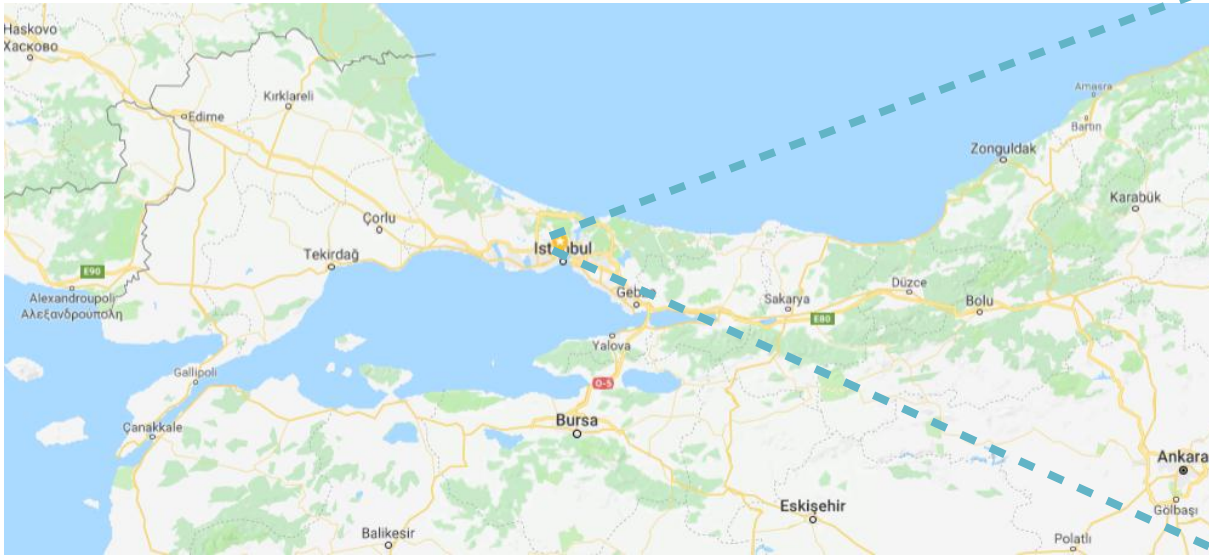 Haskovo
Хасково
Amasra
Kırklareli
Edirne
Bartın
Zonguldak
Karabük
Çorlu
Istanbul
Tekirdağ
E90
Alexandroupoli
Αλεξανδρούπολη
Gebze
Sakarya
Düzce
Bolu
E80
Yalova
Gallipoli
O-5
Bursa
Çanakkale
Ankara
Eskişehir
Gölbaşı
Balikesir
Polatlı